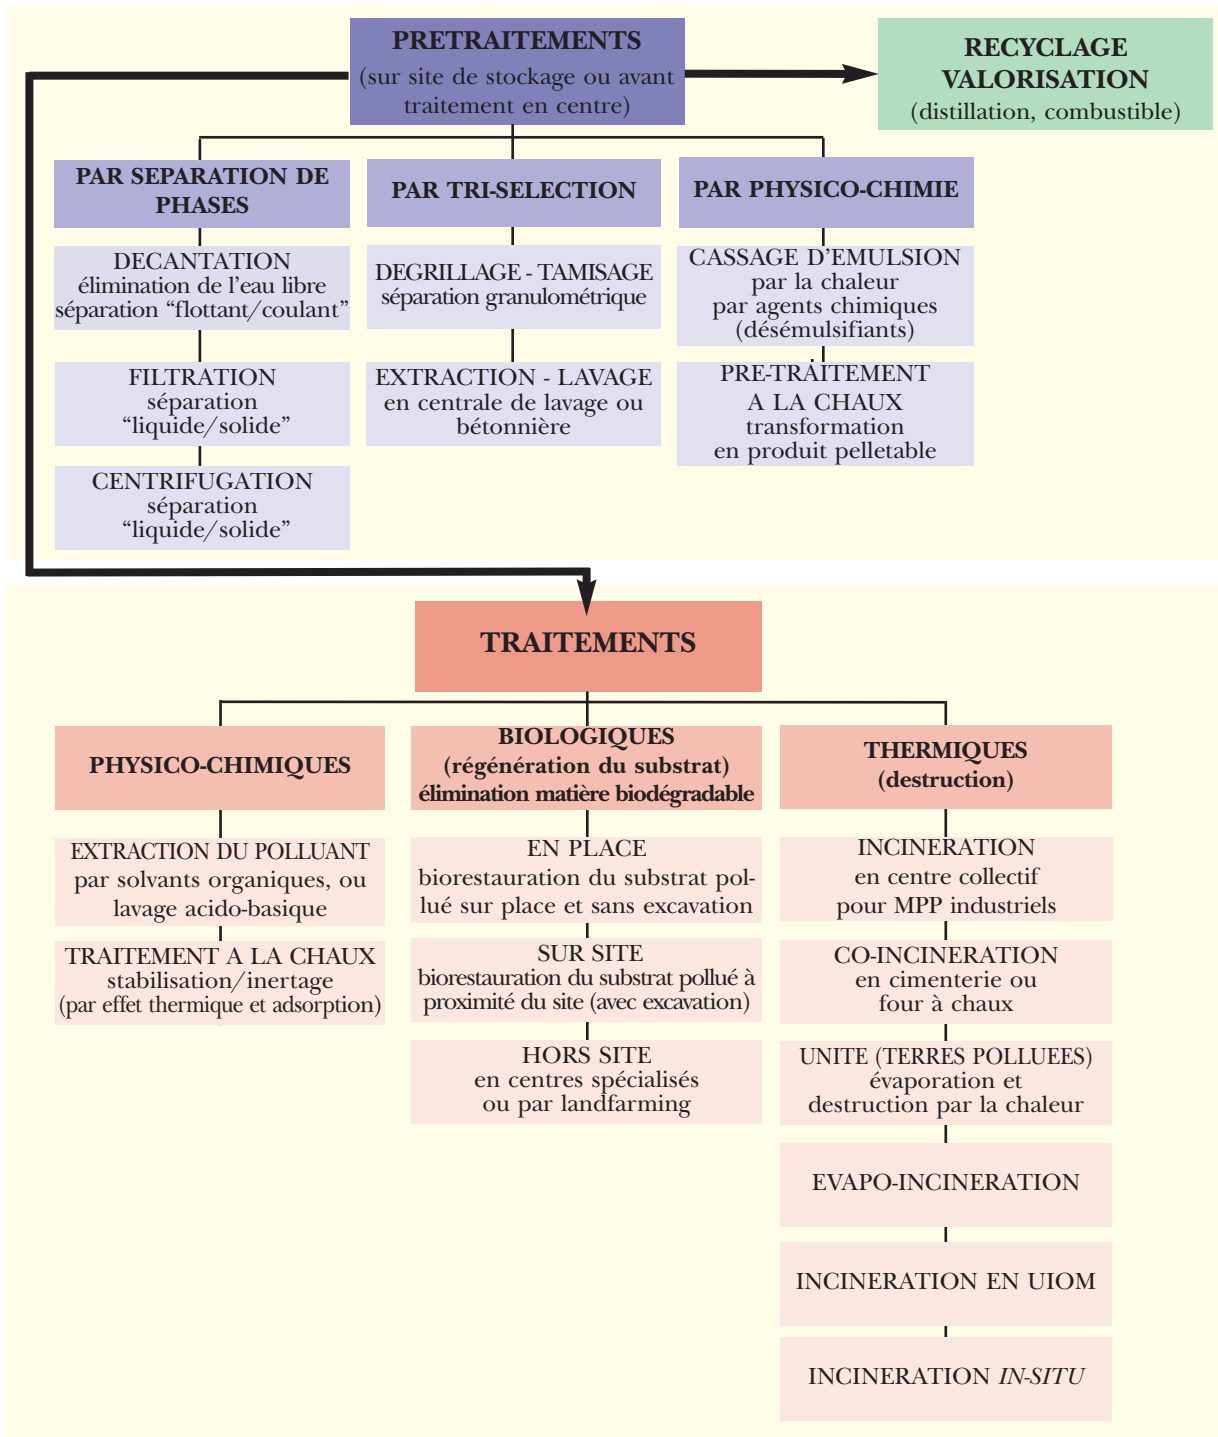 PRETRAITEMENTS
(sur site de stockage ou avant
traitement en centre)
RECYCLAGE
VALORISATION
(distillation, combustible)
PAR SEPARATION DE
PHASES
DECANTATION
élimination de l’eau libre
séparation “flottant/coulant”
FILTRATION
séparation
“liquide/solide”
CENTRIFUGATION
séparation
“liquide/solide”
PAR TRI-SELECTION
DEGRILLAGE - TAMISAGE
séparation granulométrique
EXTRACTION - LAVAGE
en centrale de lavage ou
bétonnière
PAR PHYSICO-CHIMIE
CASSAGE D’EMULSION
par la chaleur
par agents chimiques
(désémulsifiants)
PRE-TRAITEMENT
A LA CHAUX
transformation
en produit pelletable
TRAITEMENTS
PHYSICO-CHIMIQUES
EXTRACTION DU POLLUANT
par solvants organiques, ou
lavage acido-basique
TRAITEMENT A LA CHAUX
stabilisation/inertage
(par effet thermique et adsorption)
BIOLOGIQUES
(régénération du substrat)
élimination matière biodégradable
EN PLACE
biorestauration du substrat pol-
lué sur place et sans excavation
SUR SITE
biorestauration du substrat pollué à
proximité du site (avec excavation)
HORS SITE
en centres spécialisés
ou par landfarming
THERMIQUES
(destruction)
INCINERATION
en centre collectif
pour MPP industriels
CO-INCINERATION
en cimenterie ou
four à chaux
UNITE (TERRES POLLUEES)
évaporation et
destruction par la chaleur
EVAPO-INCINERATION
INCINERATION EN UIOM
INCINERATION IN-SITU